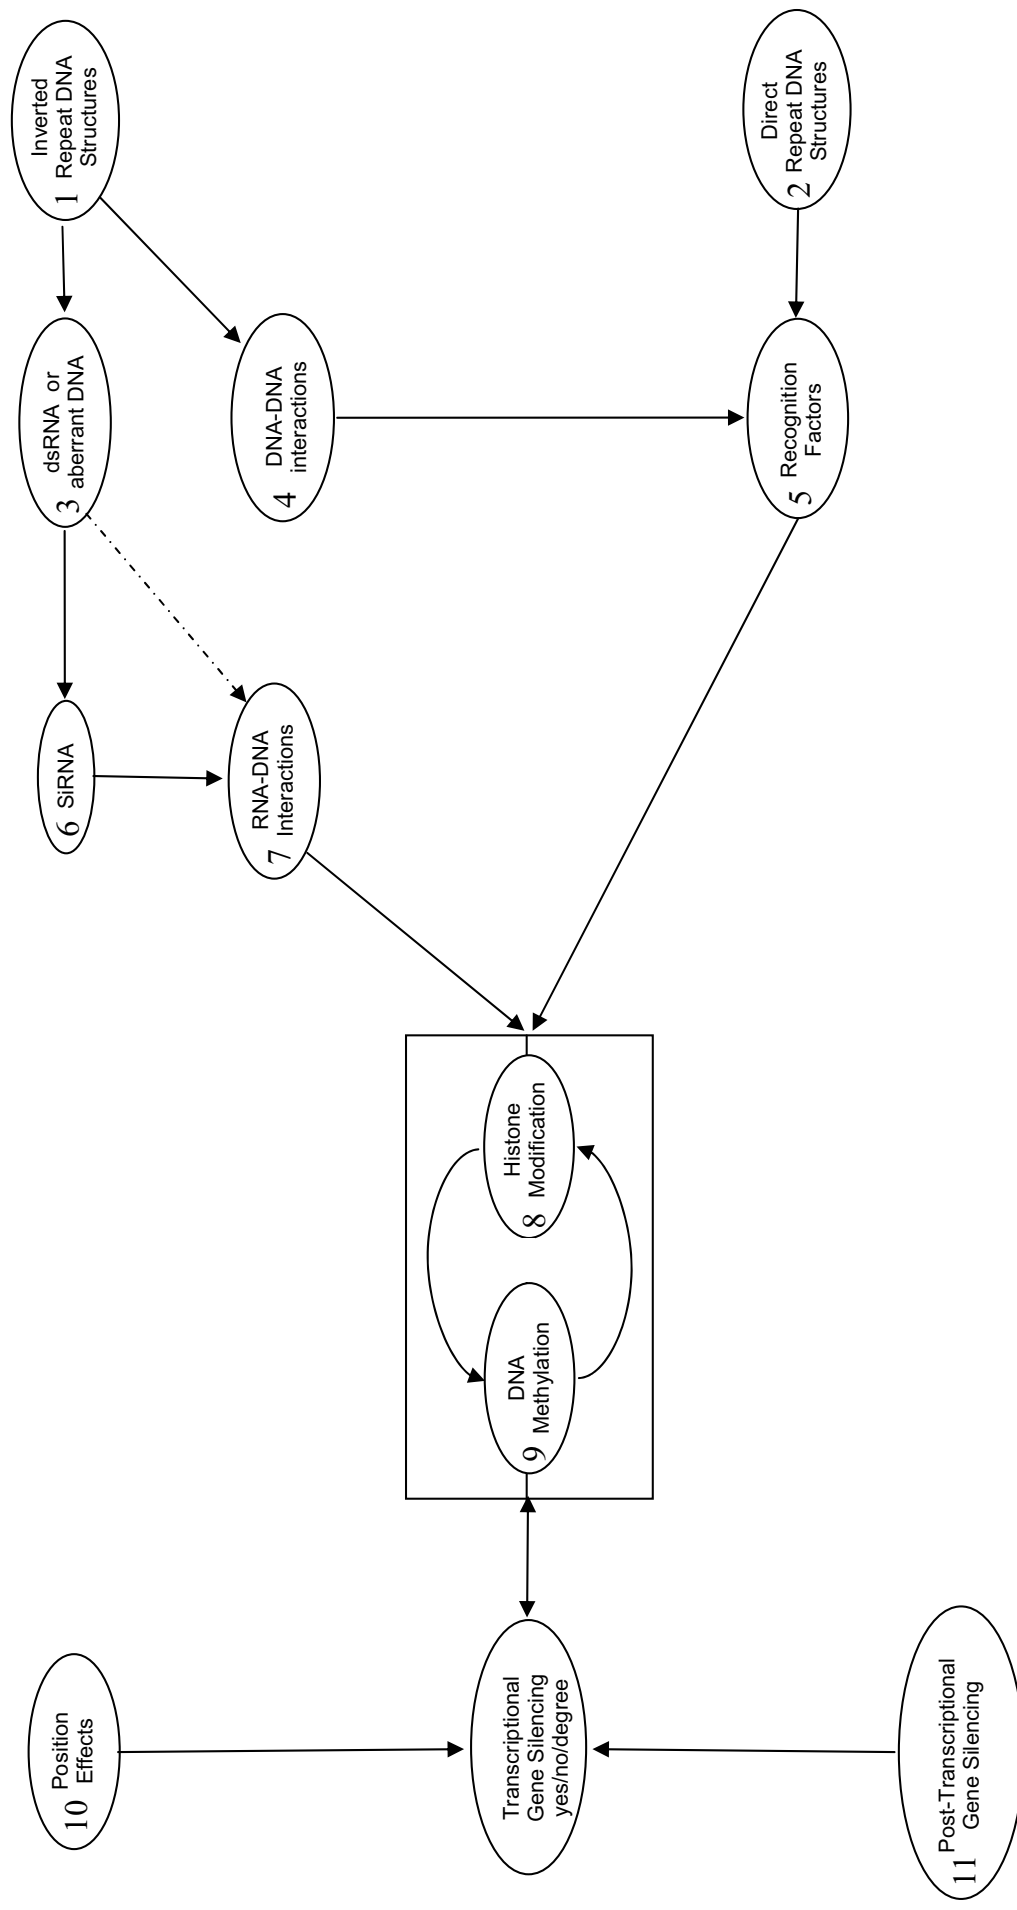 1
Inverted
Repeat DNA
Structures
2
Direct
Repeat DNA
Structures
3
dsRNA or
aberrant DNA
4
DNA-DNA
interactions
5
Recognition
Factors
6 SiRNA
7
RNA-DNA
Interactions
8
Histone
Modification
9
DNA
Methylation
10
Position
Effects
Transcriptional
Gene Silencing
yes/no/degree
11
Post-Transcriptional
Gene Silencing